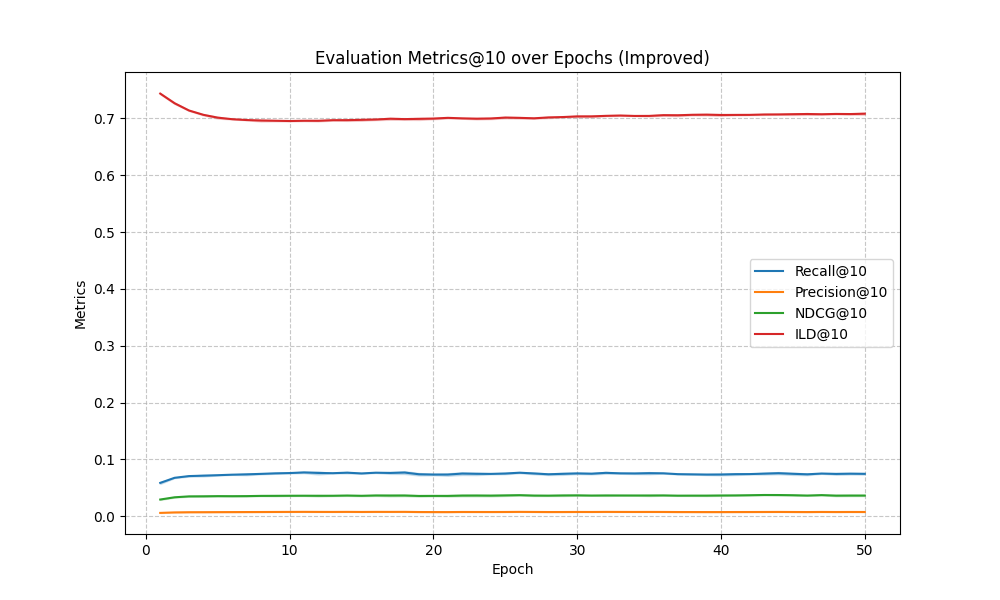 Evaluation Metrics@10 over Epochs (Improved)
Metrics
0.7
0.6
0.5
0.4
0.3
0.2
0.1
0.0
Recall@10
Precision@10
NDCG@10
ILD@10
0 10 20 30 40 50
Epoch